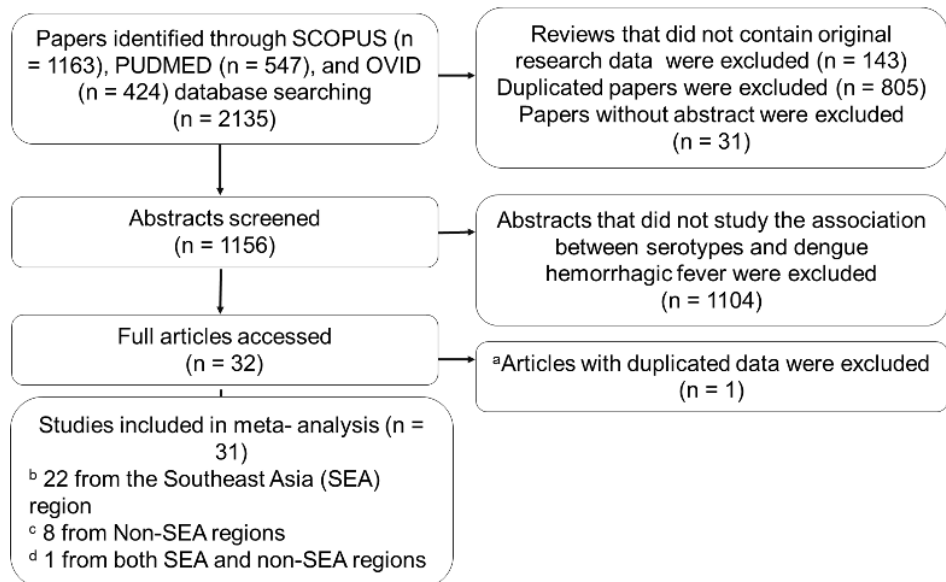 Papers identified through SCOPUS (n
= 1163), PUDMED (n = 547), and OVID
(n = 424) database searching
(n = 2135)
Reviews that did not contain original
research data were excluded (n = 143)
Duplicated papers were excluded (n = 805)
Papers without abstract were excluded
(n = 31)
Abstracts screened
(n = 1156)
Abstracts that did not study the association
between serotypes and dengue
hemorrhagic fever were excluded
(n = 1104)
Full articles accessed
(n = 32)
ᵃArticles with duplicated data were excluded
(n = 1)
Studies included in meta- analysis (n =
31)
ᵇ 22 from the Southeast Asia (SEA)
region
ᶜ 8 from Non-SEA regions
ᵈ 1 from both SEA and non-SEA regions